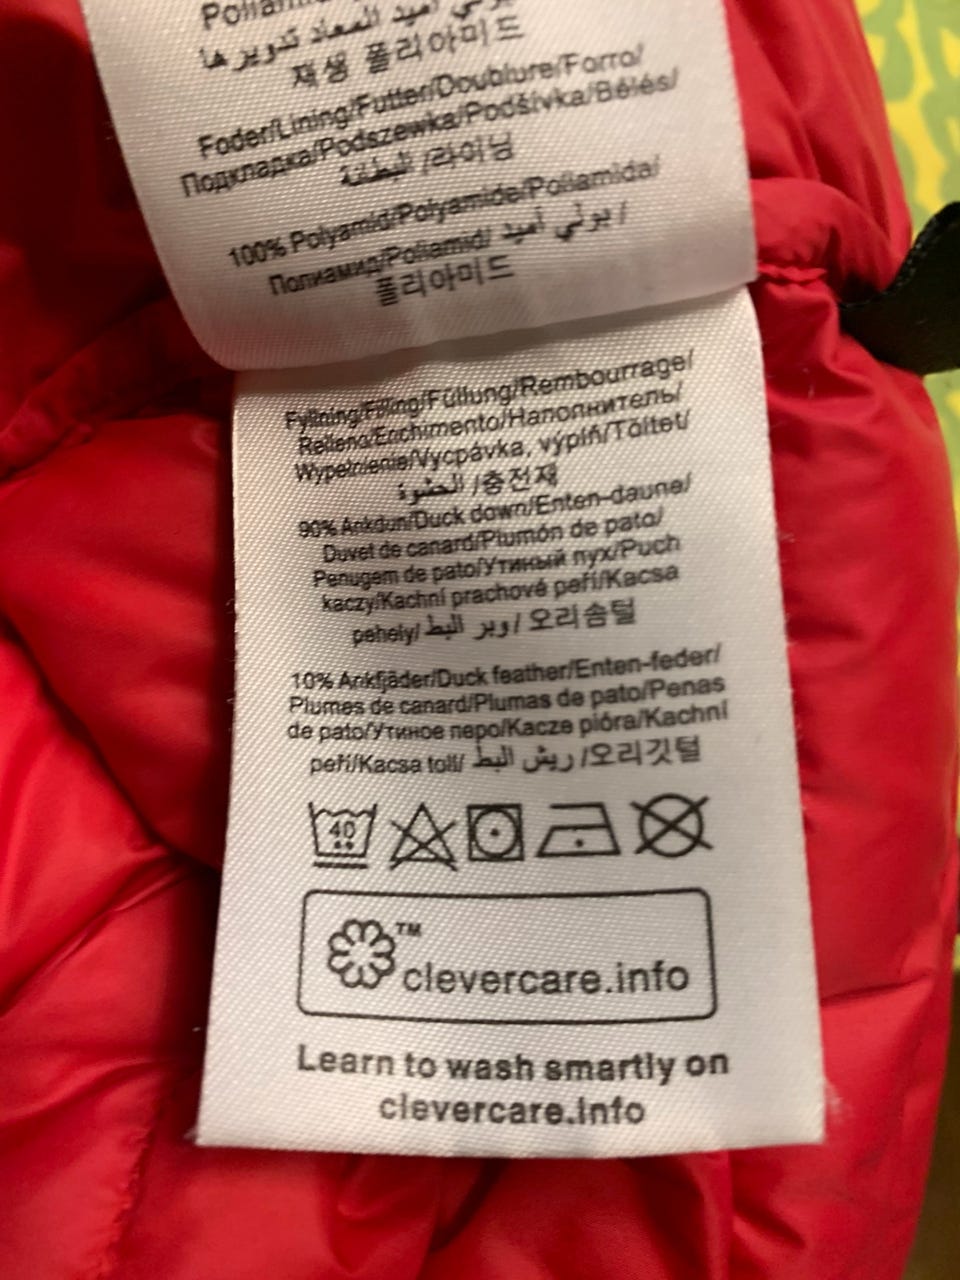 재생 폴리아미드
Foder/Lining/Futter/Doublure/Forro/
Подкладка/Podszewka/Podšívka/Bélés/
البطانة /라이닝
100% Polyamid/Polyamide/Poliamida/
Полиамид/Poliamid/ بولي أميد /
폴리아미드
Fyllning/Filling/Füllung/Rembourrage/
Relleno/Enchimento/Наполнитель/
Wypełnienie/Vycpávka, výplň/Töltet/
الحشوة /충전재
90% Ankdun/Duck down/Enten-daune/
Duvet de canard/Plumón de pato/
Penugem de pato/Утиный пух/Puch
kaczy/Kachní prachové peří/Kacsa
pehely/ وبر البط / 오리솜털
10% Ankfjäder/Duck feather/Enten-feder/
Plumes de canard/Plumas de pato/Penas
de pato/Утиное перо/Kacze pióra/Kachní
peří/Kacsa toll/ ريش البط /오리깃털
40
TM
clevercare.info
Learn to wash smartly on
clevercare.info